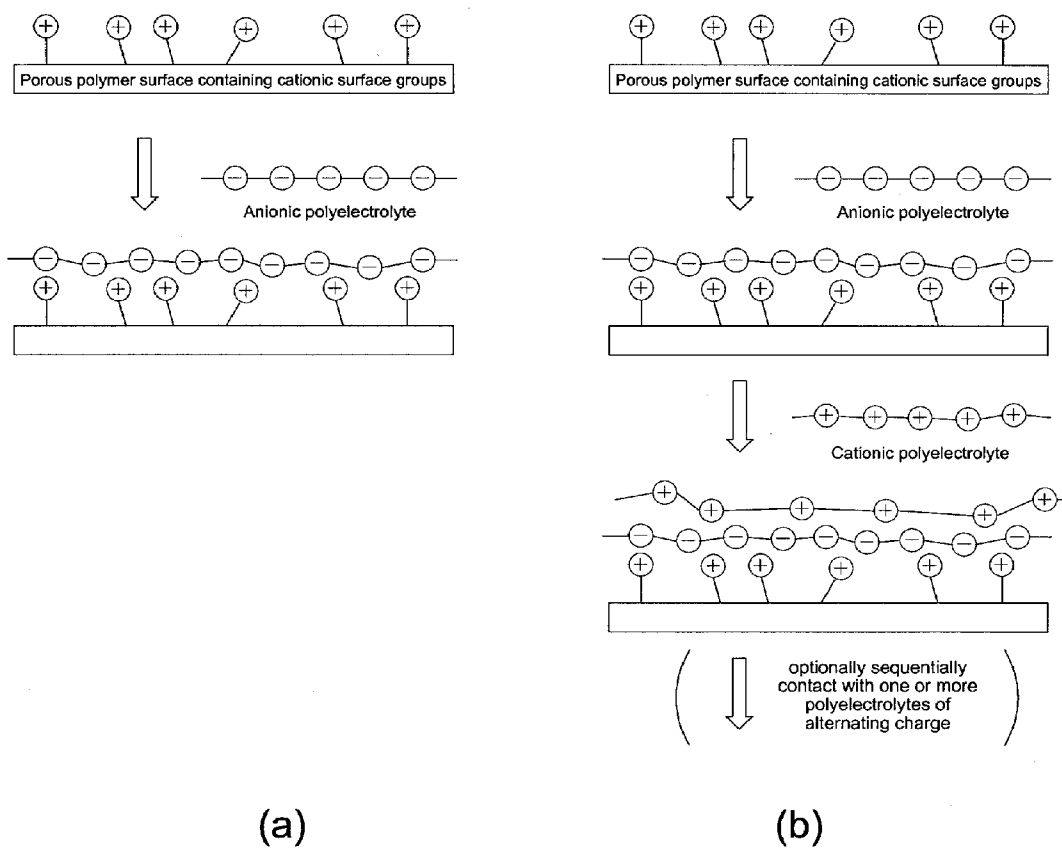 Porous polymer surface containing cationic surface groups
Anionic polyelectrolyte
(a)
Porous polymer surface containing cationic surface groups
Anionic polyelectrolyte
Cationic polyelectrolyte
optionally sequentially
contact with one or more
polyelectrolytes of
alternating charge
(b)